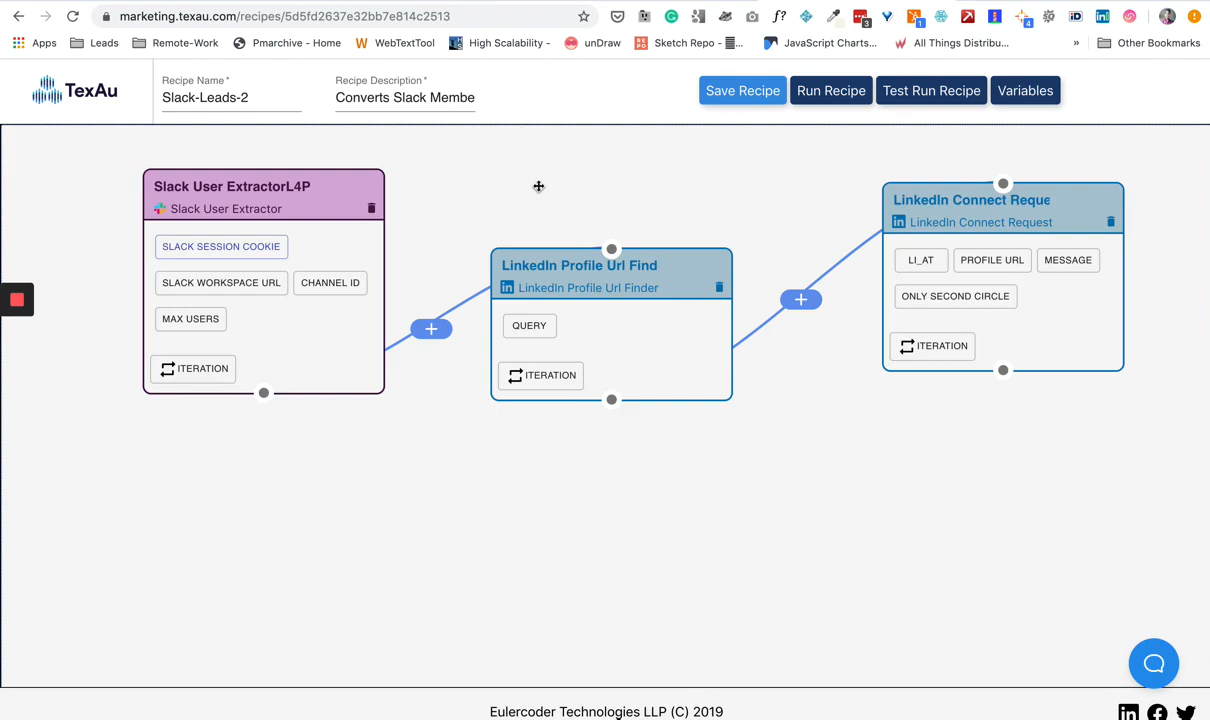 marketing.texau.com/recipes/5d5fd2637e32bb7e814c2513
Apps
Leads
Remote-Work
Pmarchive - Home
WebTextTool
High Scalability -
unDraw
Sketch Repo -
JavaScript Charts...
All Things Distribu...
»
Other Bookmarks
TexAu
Recipe Name*
Slack-Leads-2
Recipe Description*
Converts Slack Membe
Save Recipe
Run Recipe
Test Run Recipe
Variables
Slack User ExtractorL4P
Slack User Extractor
SLACK SESSION COOKIE
SLACK WORKSPACE URL
CHANNEL ID
MAX USERS
ITERATION
LinkedIn Profile Url Find
LinkedIn Profile Url Finder
QUERY
ITERATION
LinkedIn Connect Reque
LinkedIn Connect Request
LI_AT
PROFILE URL
MESSAGE
ONLY SECOND CIRCLE
ITERATION
Eulercoder Technologies LLP (C) 2019